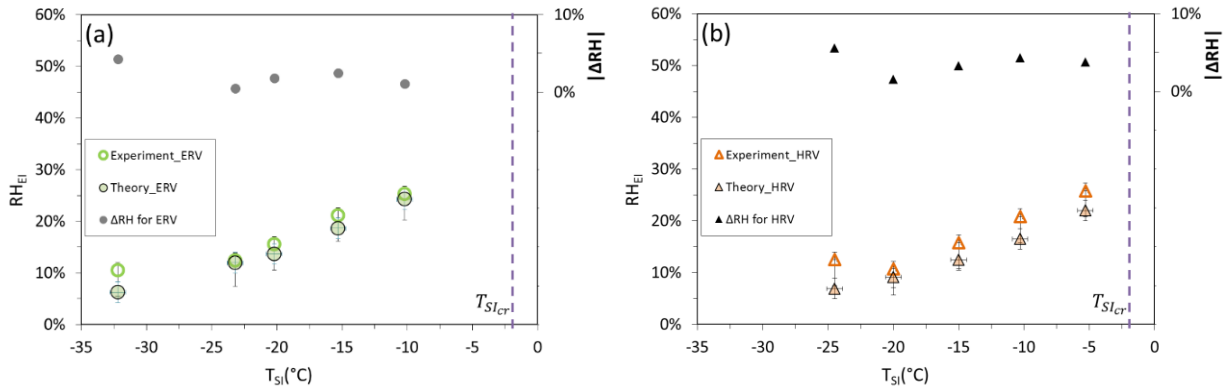 (a)
60%
50%
40%
30%
20%
10%
0%
RH_EI
Experiment_ERV
Theory_ERV
ΔRH for ERV
10%
0%
|ΔRH|
T_SI_cr
-35
-30
-25
-20
-15
-10
-5
0
T_SI(°C)
(b)
60%
50%
40%
30%
20%
10%
0%
RH_EI
Experiment_HRV
Theory_HRV
ΔRH for HRV
10%
0%
|ΔRH|
T_SI_cr
-35
-30
-25
-20
-15
-10
-5
0
T_SI(°C)